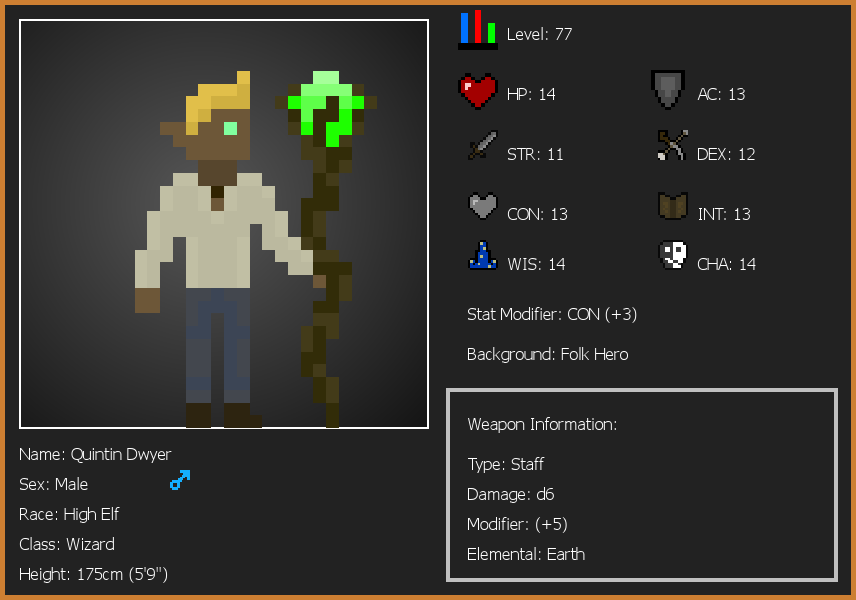 Level: 77
HP: 14
AC: 13
STR: 11
DEX: 12
CON: 13
INT: 13
WIS: 14
CHA: 14
Stat Modifier: CON (+3)
Background: Folk Hero
Weapon Information:
Type: Staff
Damage: d6
Modifier: (+5)
Elemental: Earth
Name: Quintin Dwyer
Sex: Male
Race: High Elf
Class: Wizard
Height: 175cm (5'9")